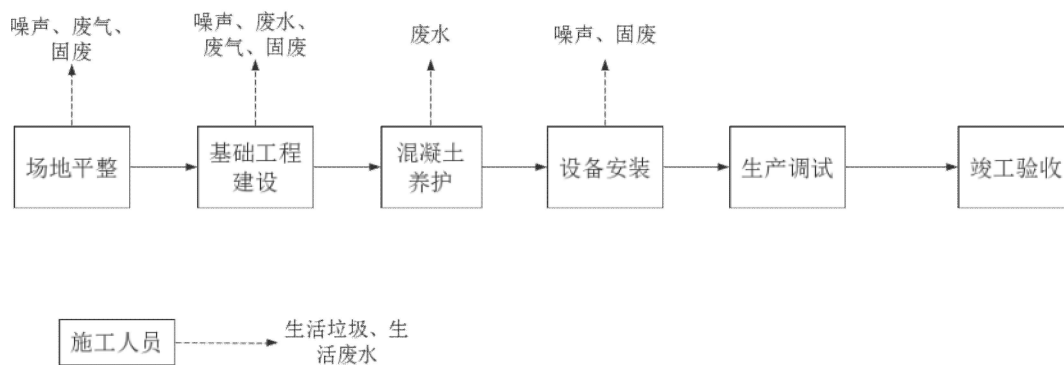 噪声、废气、
固废
噪声、废水、
废气、固废
废水
噪声、固废
场地平整
基础工程
建设
混凝土
养护
设备安装
生产调试
竣工验收
施工人员
生活垃圾、生
活废水